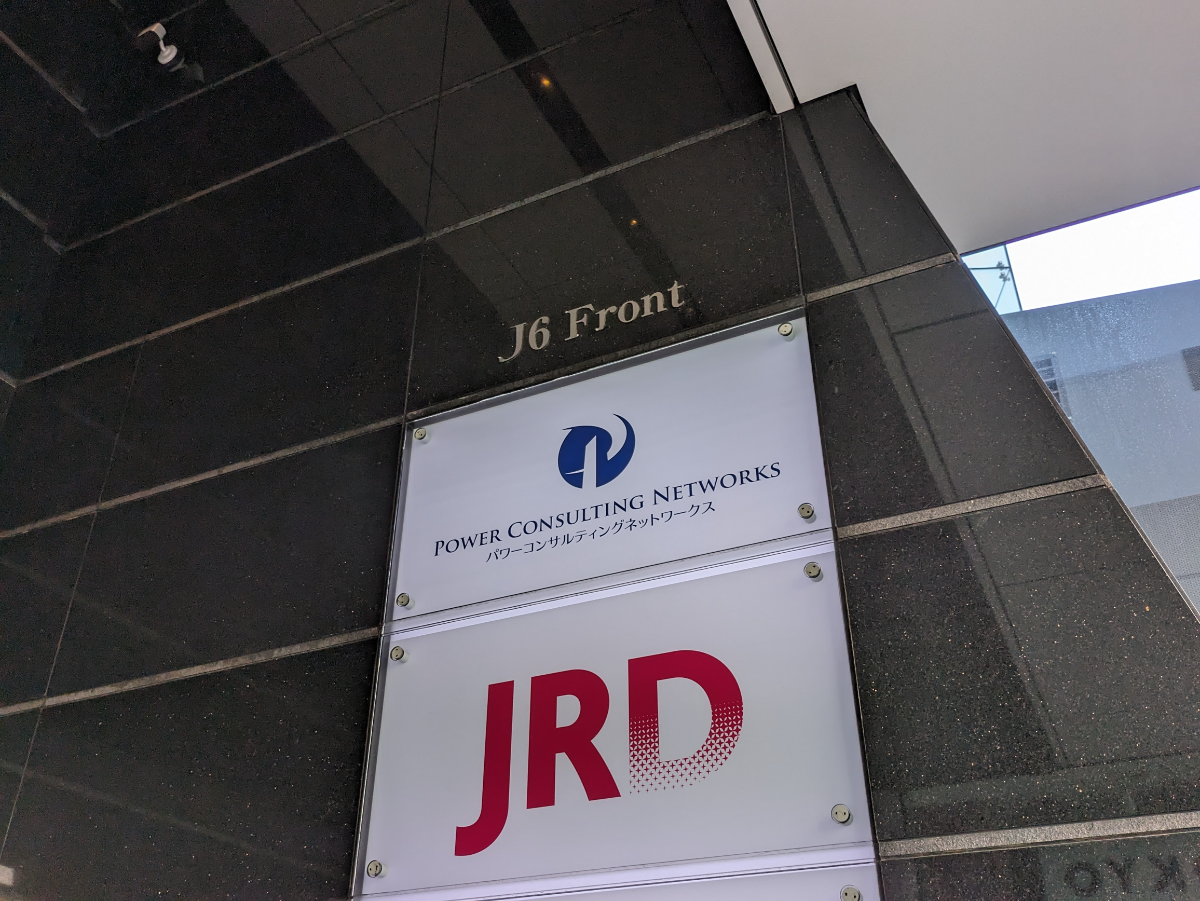 J6 Front
POWER CONSULTING NETWORKS
パワーコンサルティングネットワークス
JRD
KYO